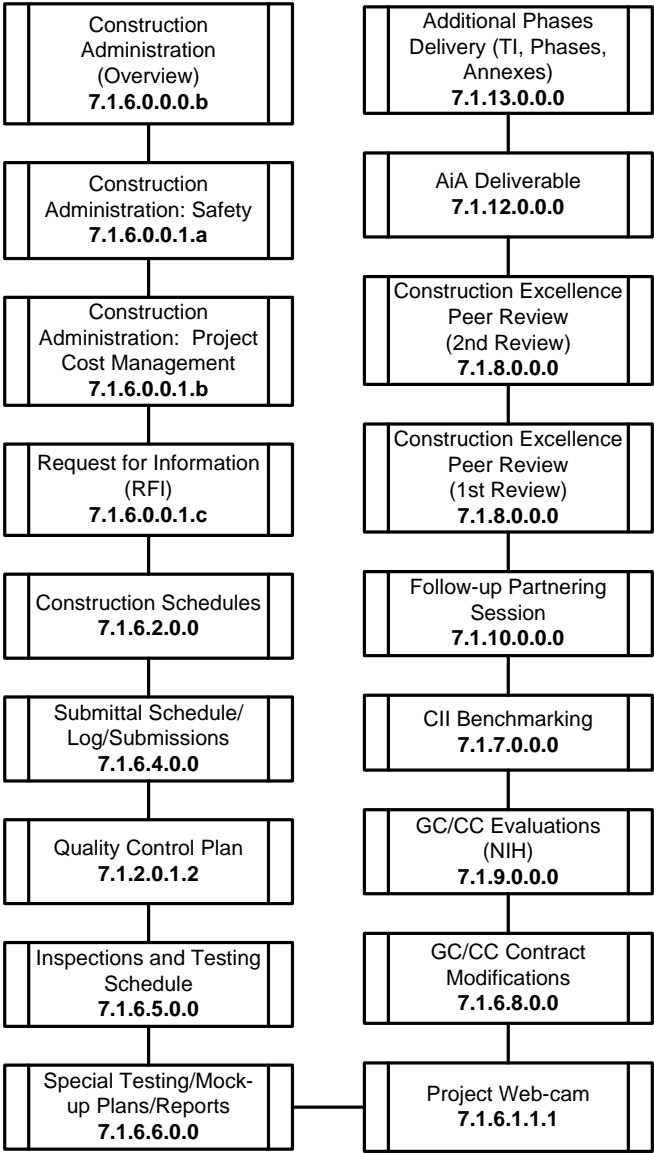 Construction
Administration
(Overview)
7.1.6.0.0.0.b
Construction
Administration: Safety
7.1.6.0.0.1.a
Construction
Administration:  Project
Cost Management
7.1.6.0.0.1.b
Request for Information
(RFI)
7.1.6.0.0.1.c
Construction Schedules
7.1.6.2.0.0
Submittal Schedule/
Log/Submissions
7.1.6.4.0.0
Quality Control Plan
7.1.2.0.1.2
Inspections and Testing
Schedule
7.1.6.5.0.0
Special Testing/Mock-
up Plans/Reports
7.1.6.6.0.0
Additional Phases
Delivery (TI, Phases,
Annexes)
7.1.13.0.0.0
AiA Deliverable
7.1.12.0.0.0
Construction Excellence
Peer Review
(2nd Review)
7.1.8.0.0.0
Construction Excellence
Peer Review
(1st Review)
7.1.8.0.0.0
Follow-up Partnering
Session
7.1.10.0.0.0
CII Benchmarking
7.1.7.0.0.0
GC/CC Evaluations
(NIH)
7.1.9.0.0.0
GC/CC Contract
Modifications
7.1.6.8.0.0
Project Web-cam
7.1.6.1.1.1